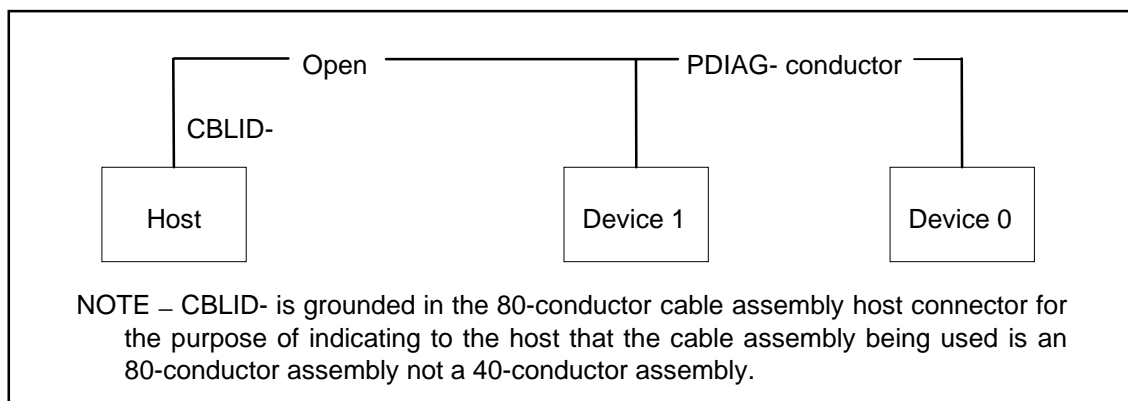 Open
PDIAG- conductor
CBLID-
Host
Device 1
Device 0
NOTE – CBLID- is grounded in the 80-conductor cable assembly host connector for
the purpose of indicating to the host that the cable assembly being used is an
80-conductor assembly not a 40-conductor assembly.